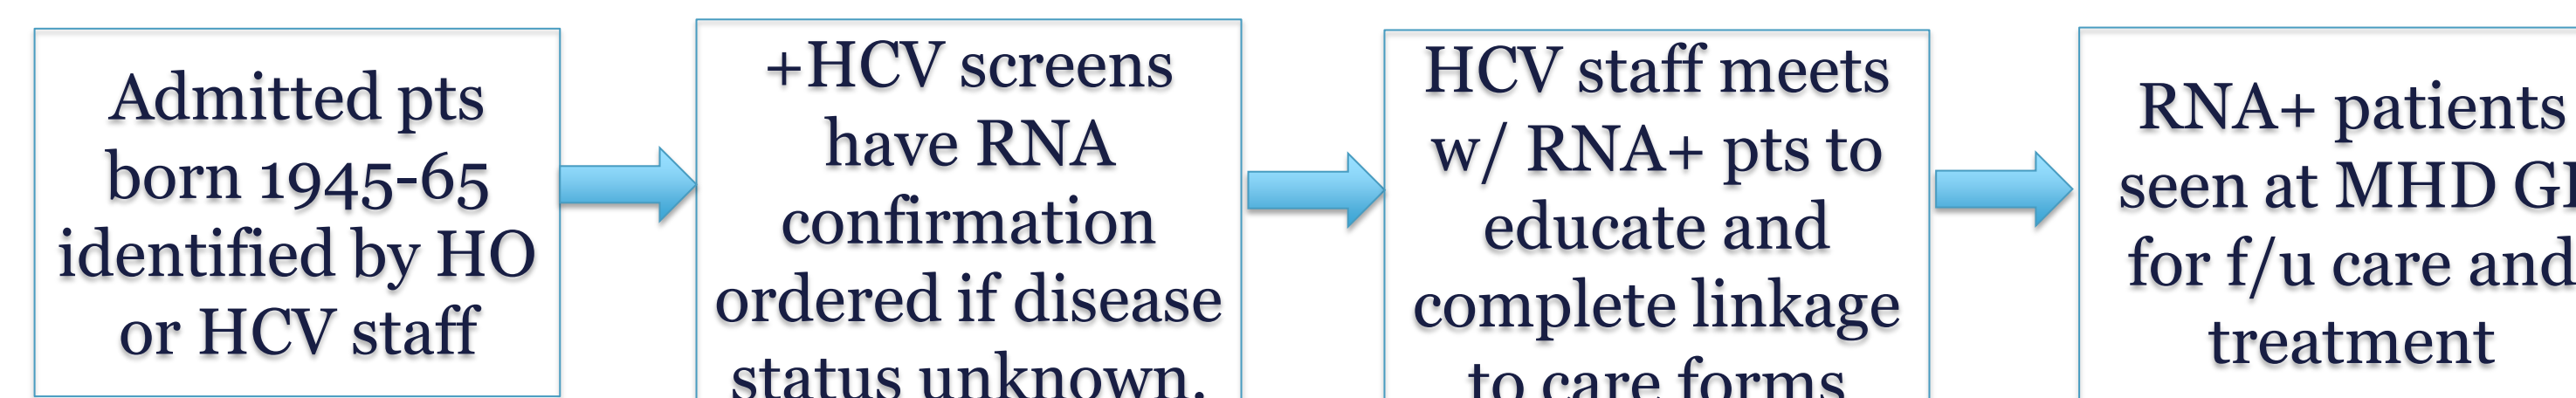 Admitted pts
born 1945-65
identified by HO
or HCV staff
+HCV screens
have RNA
confirmation
ordered if disease
status unknown.
HCV staff meets
w/ RNA+ pts to
educate and
complete linkage
to care forms
RNA+ patients
seen at MHD GI
for f/u care and
treatment